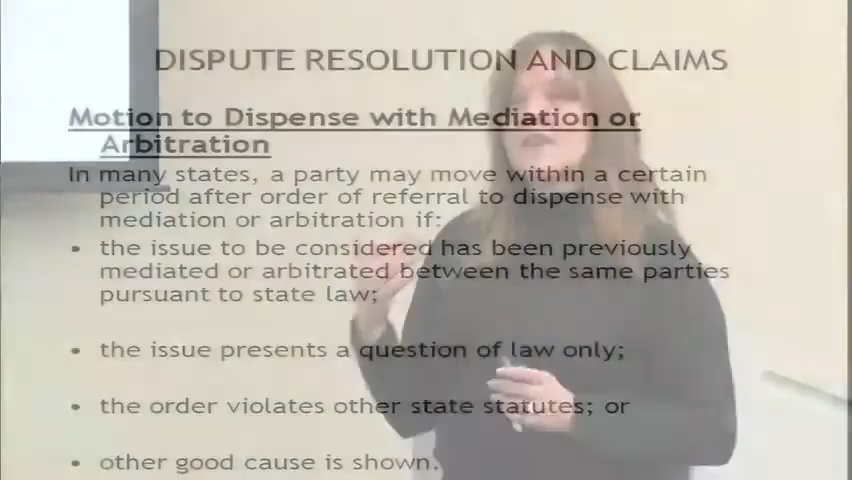 DISPUTE RESOLUTION AND CLAIMS
Motion to Dispense with Mediation or
Arbitration
In many states, a party may move within a certain
period after order of referral to dispense with
mediation or arbitration if:
• the issue to be considered has been previously
mediated or arbitrated between the same parties
pursuant to state law;
• the issue presents a question of law only;
• the order violates other state statutes; or
• other good cause is shown.